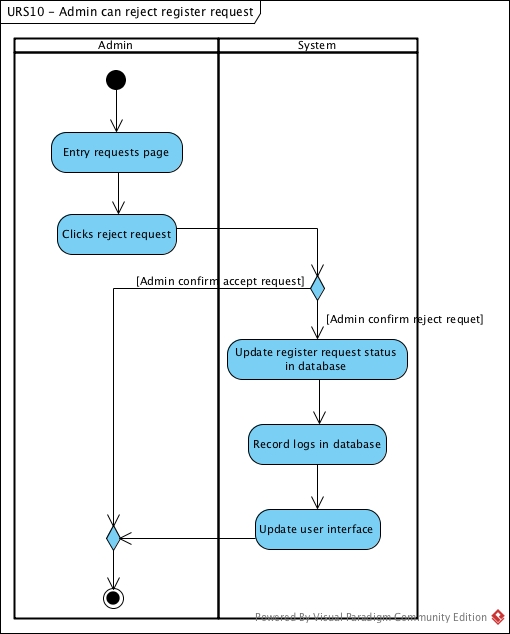 URS10 - Admin can reject register request
Admin
System
Entry requests page
Clicks reject request
[Admin confirm accept request]
[Admin confirm reject requet]
Update register request status
in database
Record logs in database
Update user interface
Powered By Visual Paradigm Community Edition